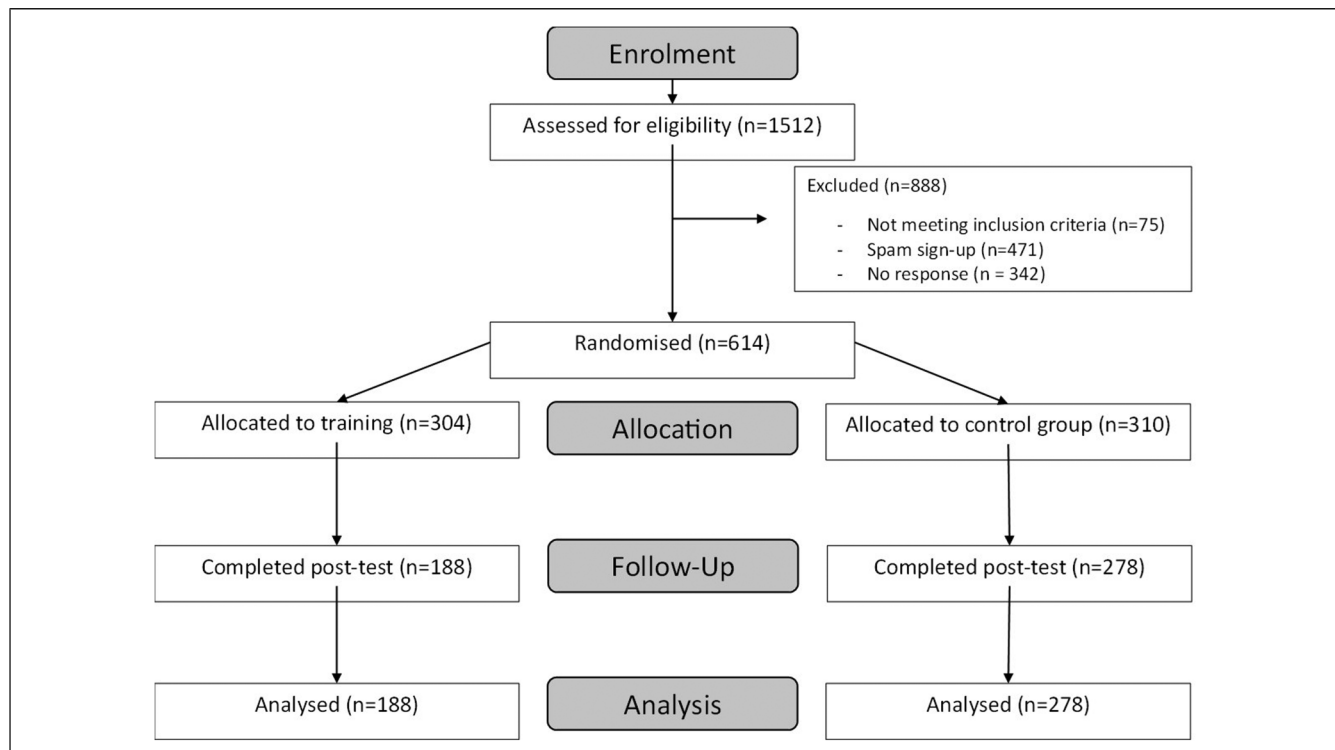 Enrolment
Assessed for eligibility (n=1512)
Excluded (n=888)
- Not meeting inclusion criteria (n=75)
- Spam sign-up (n=471)
- No response (n = 342)
Randomised (n=614)
Allocated to training (n=304)
Allocation
Allocated to control group (n=310)
Completed post-test (n=188)
Follow-Up
Completed post-test (n=278)
Analysed (n=188)
Analysis
Analysed (n=278)